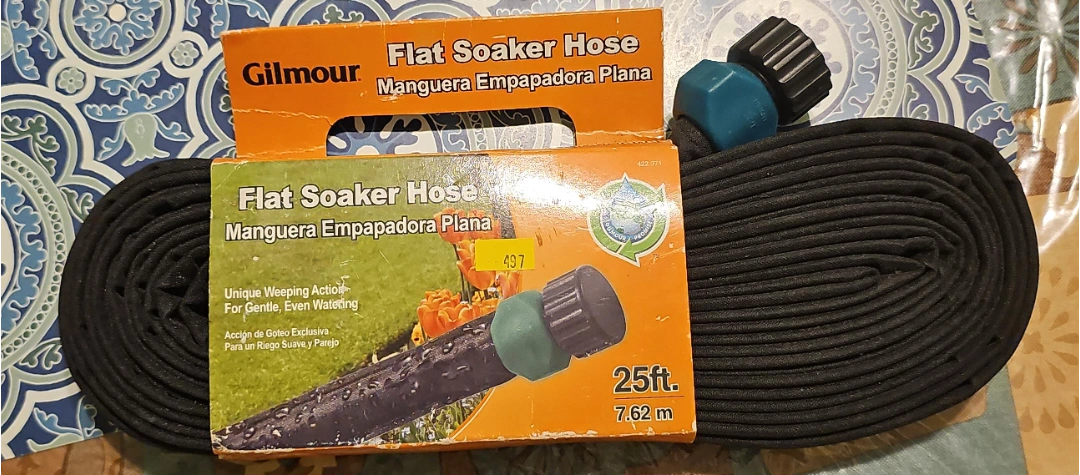 Gilmour
Flat Soaker Hose
Manguera Empapadora Plana
Flat Soaker Hose
Manguera Empapadora Plana
497
Unique Weeping Action
For Gentle, Even Watering
Acción de Goteo Exclusiva
Para un Riego Suave y Parejo
25ft.
7.62 m